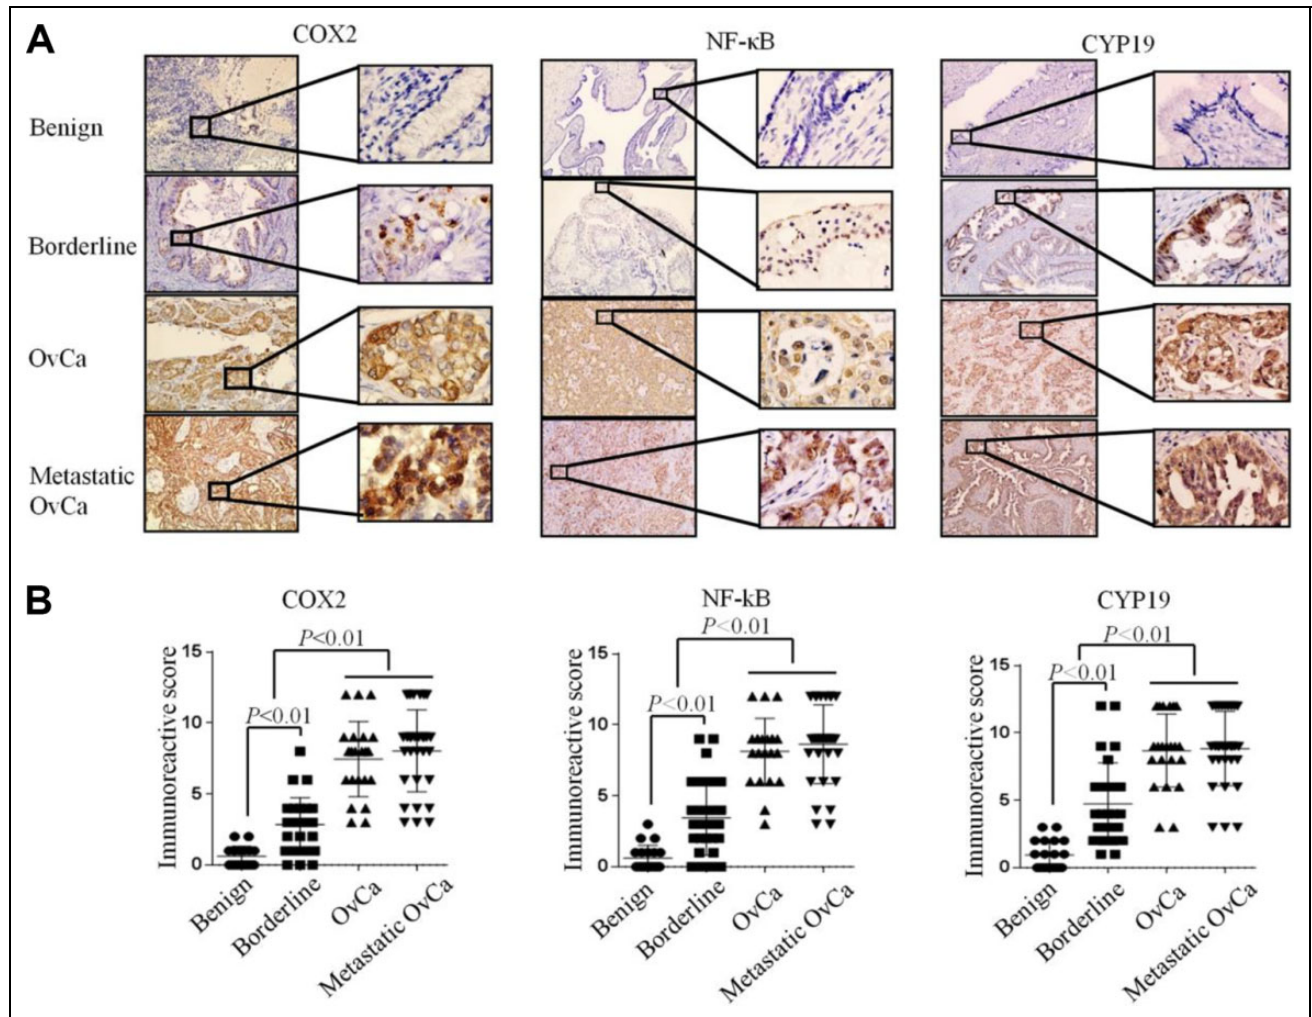 A
COX2
NF-κB
CYP19
Benign
Borderline
OvCa
Metastatic
OvCa
B
COX2
P<0.01
P<0.01
Immunoreactive score
15
10
5
0
Benign
Borderline
OvCa
Metastatic OvCa
NF-kB
P<0.01
P<0.01
Immunoreactive score
15
10
5
0
Benign
Borderline
OvCa
Metastatic OvCa
CYP19
P<0.01
P<0.01
Immunoreactive score
15
10
5
0
Benign
Borderline
OvCa
Metastatic OvCa